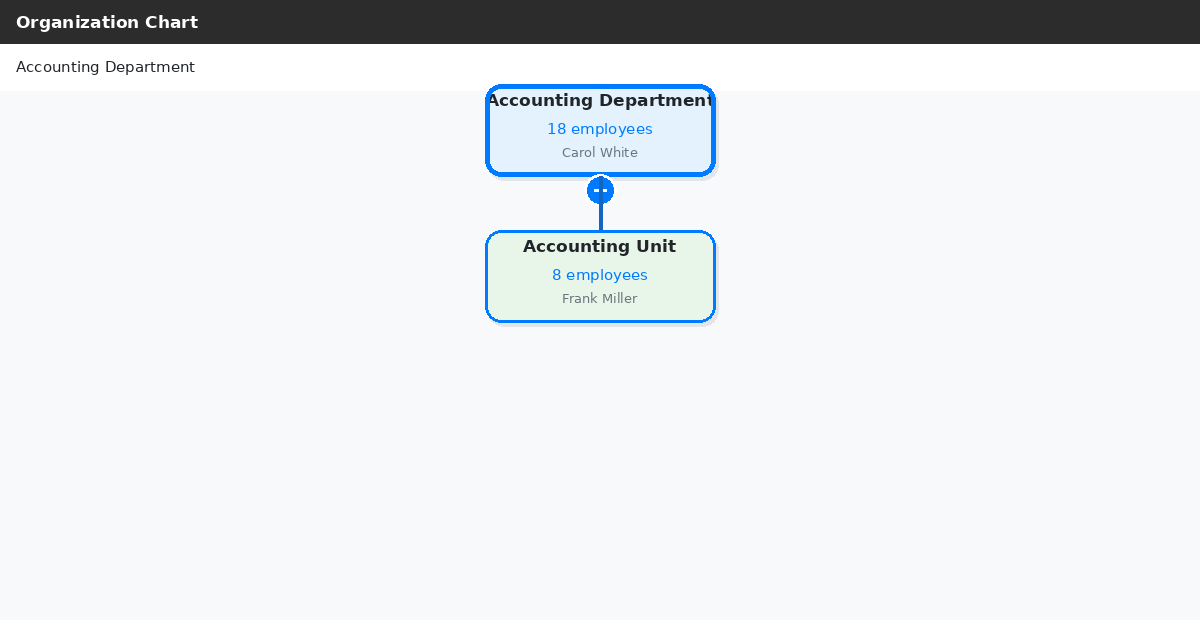 Organization Chart
Accounting Department
Accounting Department
18 employees
Carol White
Accounting Unit
8 employees
Frank Miller